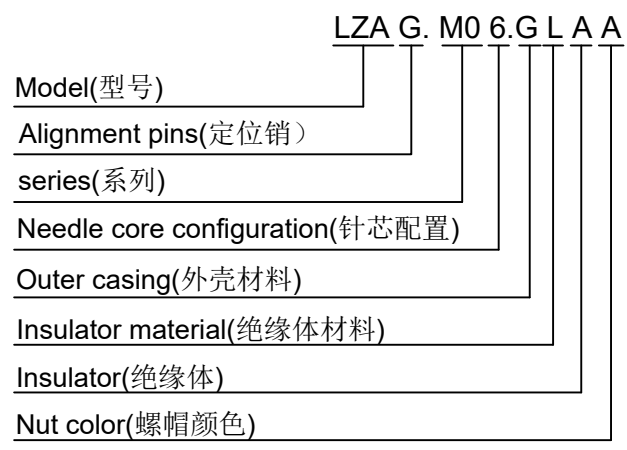 LZA G. M0 6.G L A A
Model(型号)
Alignment pins(定位销）
series(系列)
Needle core configuration(针芯配置)
Outer casing(外壳材料)
Insulator material(绝缘体材料)
Insulator(绝缘体)
Nut color(螺帽颜色)